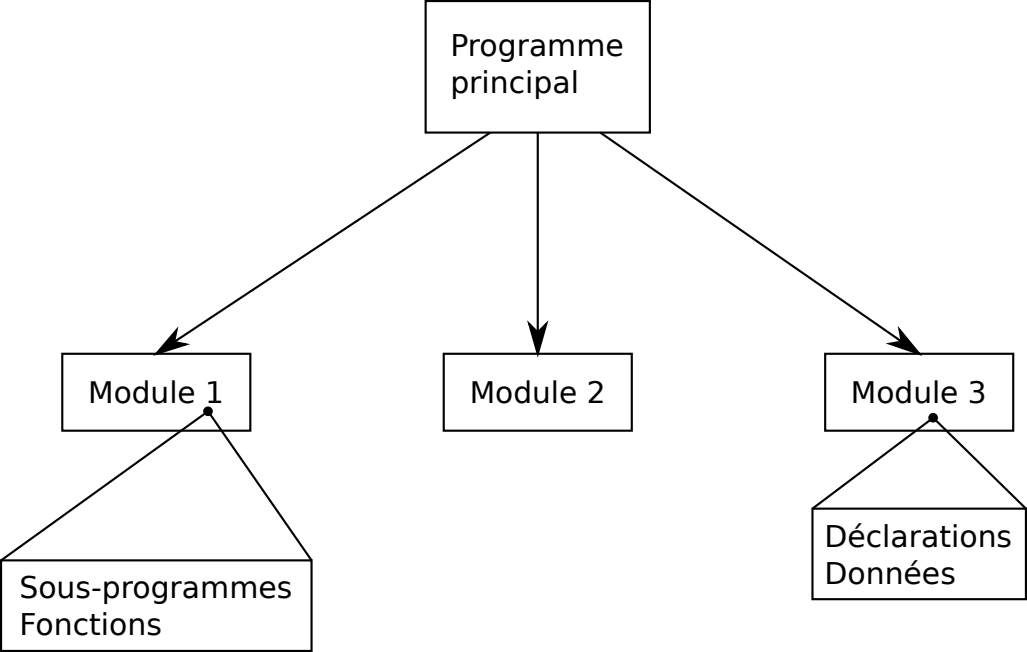 Programme
principal
Module 1
Module 2
Module 3
Déclarations
Données
Sous-programmes
Fonctions